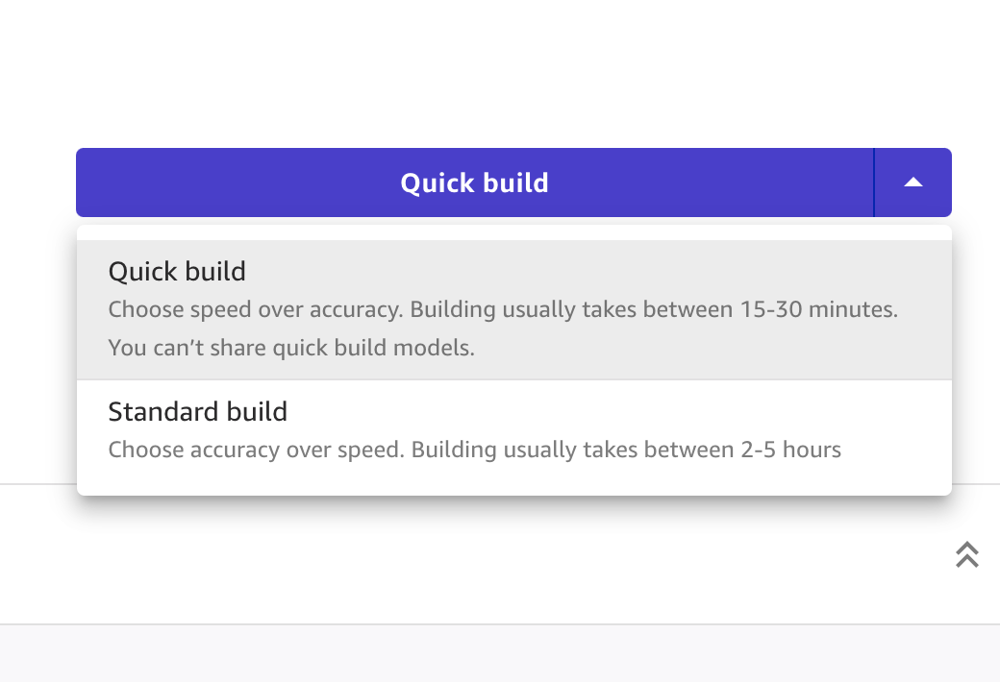 Quick build
Quick build
Choose speed over accuracy. Building usually takes between 15-30 minutes.
You can’t share quick build models.
Standard build
Choose accuracy over speed. Building usually takes between 2-5 hours